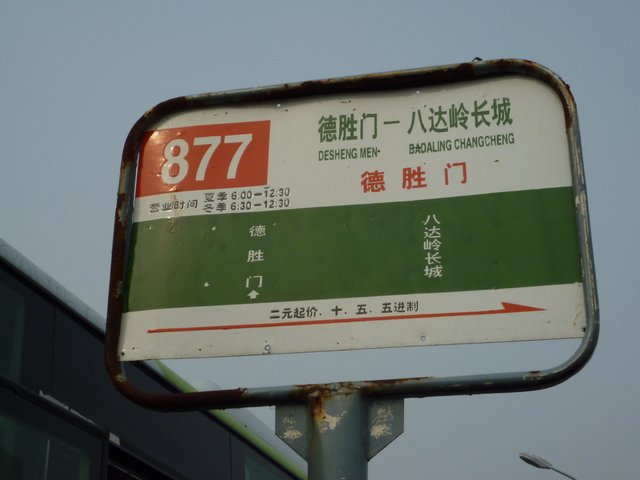 877
德胜门－八达岭长城
DESHENG MEN- BADALING CHANGCHENG
德胜门
营业时间 夏季 6.00－12:30
冬季 6:30－12:30
德胜门
八达岭长城
二元起价，十、五、五进制